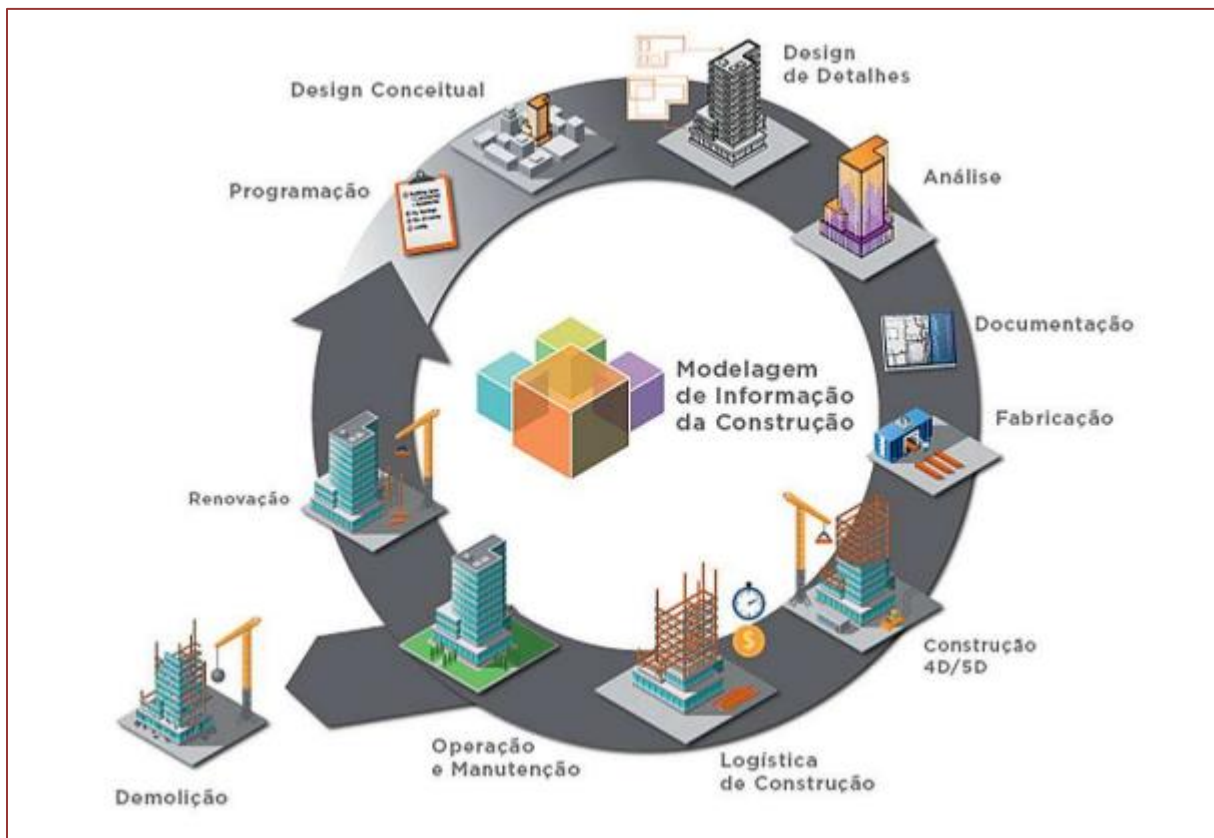 Design
de Detalhes
Design Conceitual
Programação
Análise
Documentação
Modelagem
de Informação
da Construção
Fabricação
Renovação
$
Construção
4D/5D
Operação
e Manutenção
Logística
de Construção
Demolição